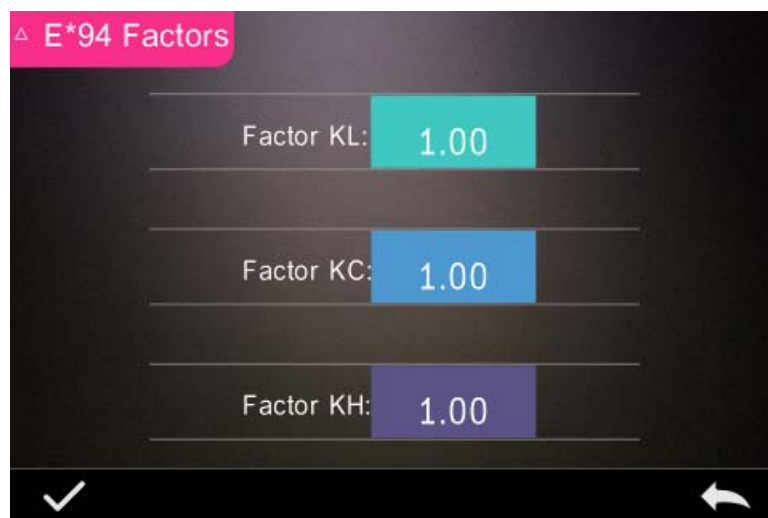 △ E*94 Factors
Factor KL: 1.00
Factor KC: 1.00
Factor KH: 1.00